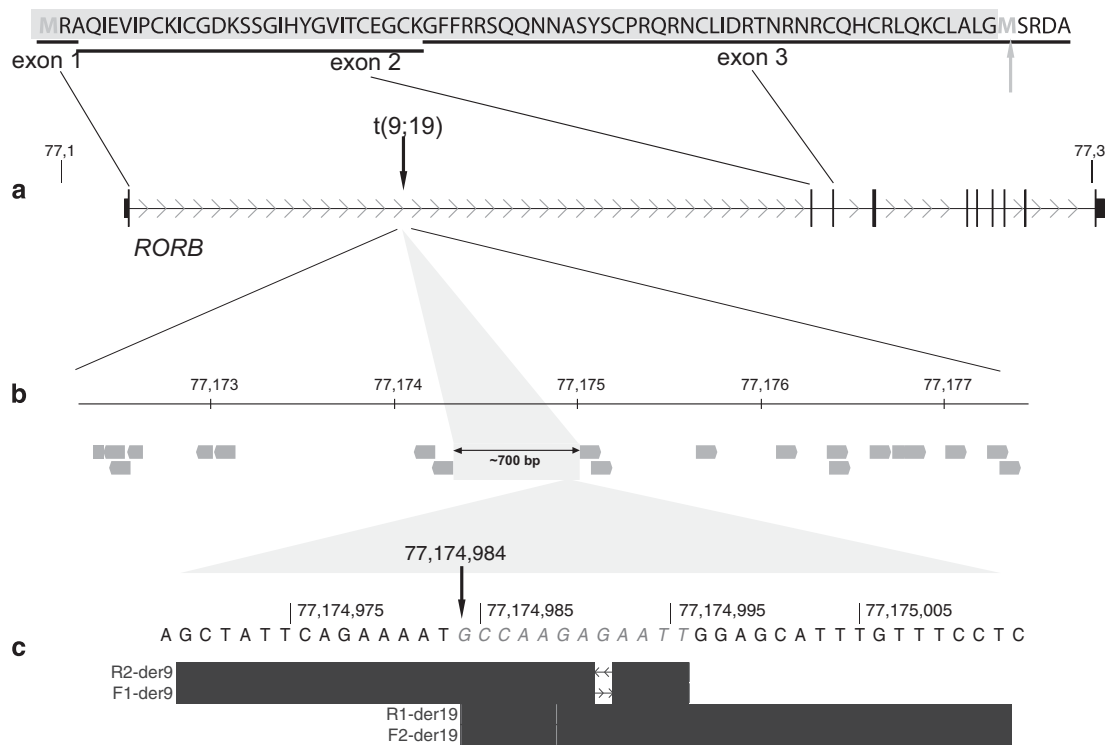 MRAQIEVIPCKICGDKSSGIHYGVITCEGCKGFFRRSQQNNASYSCPRQRNCLIDRTNRNRCQHCRLQKCLALGMSRDA
exon 1
exon 2
exon 3
t(9;19)
77,1
77,3
a
RORB
77,173
77,174
77,175
77,176
77,177
b
~700 bp
77,174,984
77,174,975
77,174,985
77,174,995
77,175,005
A G C T A T T C A G A A A A T G C C A A G A G A A T T G G A G C A T T T G T T T C C T C
c
R2-der9
F1-der9
R1-der19
F2-der19